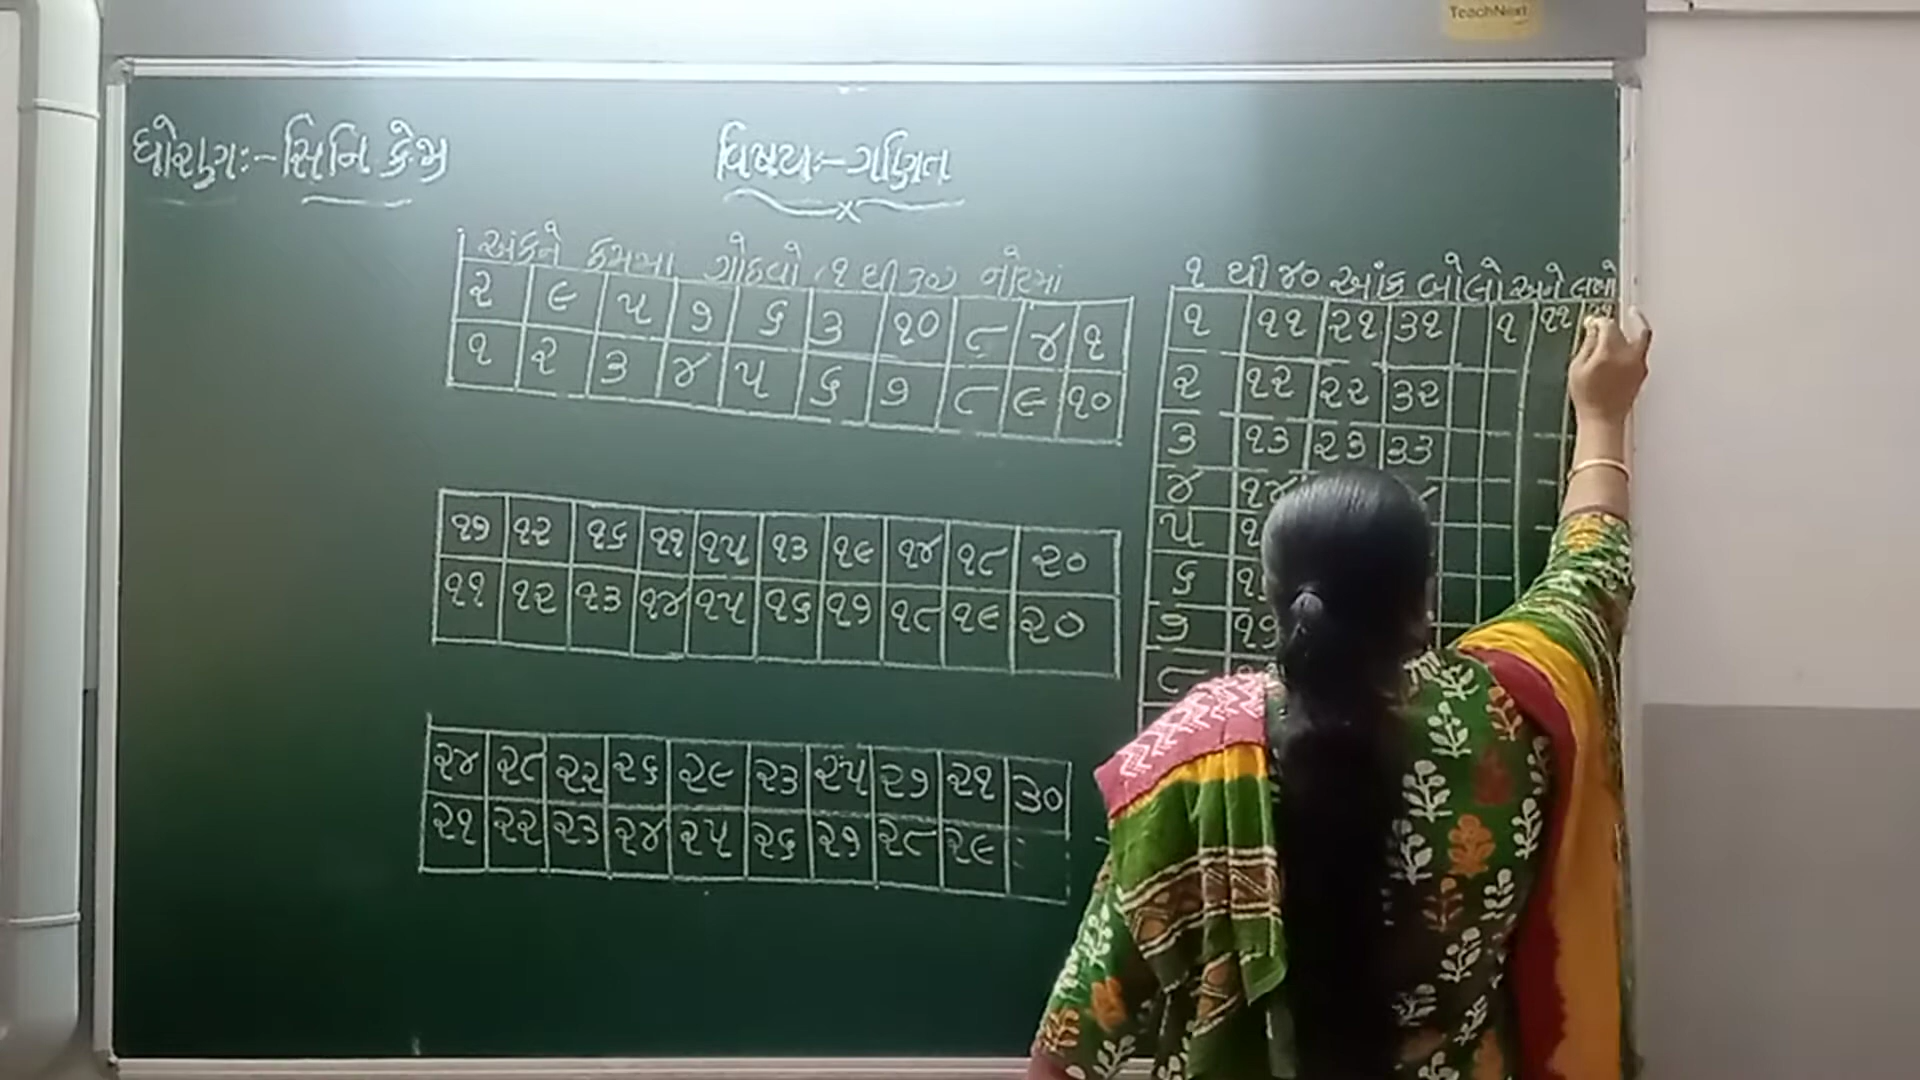 TeachNext
ધોરણઃ- સિનિ કેજી
વિષયઃ- ગણિત
અંકને ક્રમમાં ગોઠવો (૧ થી ૩૦) નોટમાં
૨ ૯ ૫ ૭ ૬ ૩ ૧૦ ૮ ૪ ૧
૧ ૨ ૩ ૪ ૫ ૬ ૭ ૮ ૯ ૧૦
૧૭ ૧૨ ૧૬ ૧૧ ૧૫ ૧૩ ૧૯ ૧૪ ૧૮ ૨૦
૧૧ ૧૨ ૧૩ ૧૪ ૧૫ ૧૬ ૧૭ ૧૮ ૧૯ ૨૦
૨૪ ૨૮ ૨૨ ૨૬ ૨૯ ૨૩ ૨૫ ૨૭ ૨૧ ૩૦
૨૧ ૨૨ ૨૩ ૨૪ ૨૫ ૨૬ ૨૭ ૨૮ ૨૯
૧ થી ૪૦ આંક બોલો અને લખો
૧ ૧૧ ૨૧ ૩૧ ૧ ૧૧
૨ ૧૨ ૨૨ ૩૨
૩ ૧૩ ૨૩ ૩૩
૪ ૧૪
૫
૬
૭ ૧૭
૮